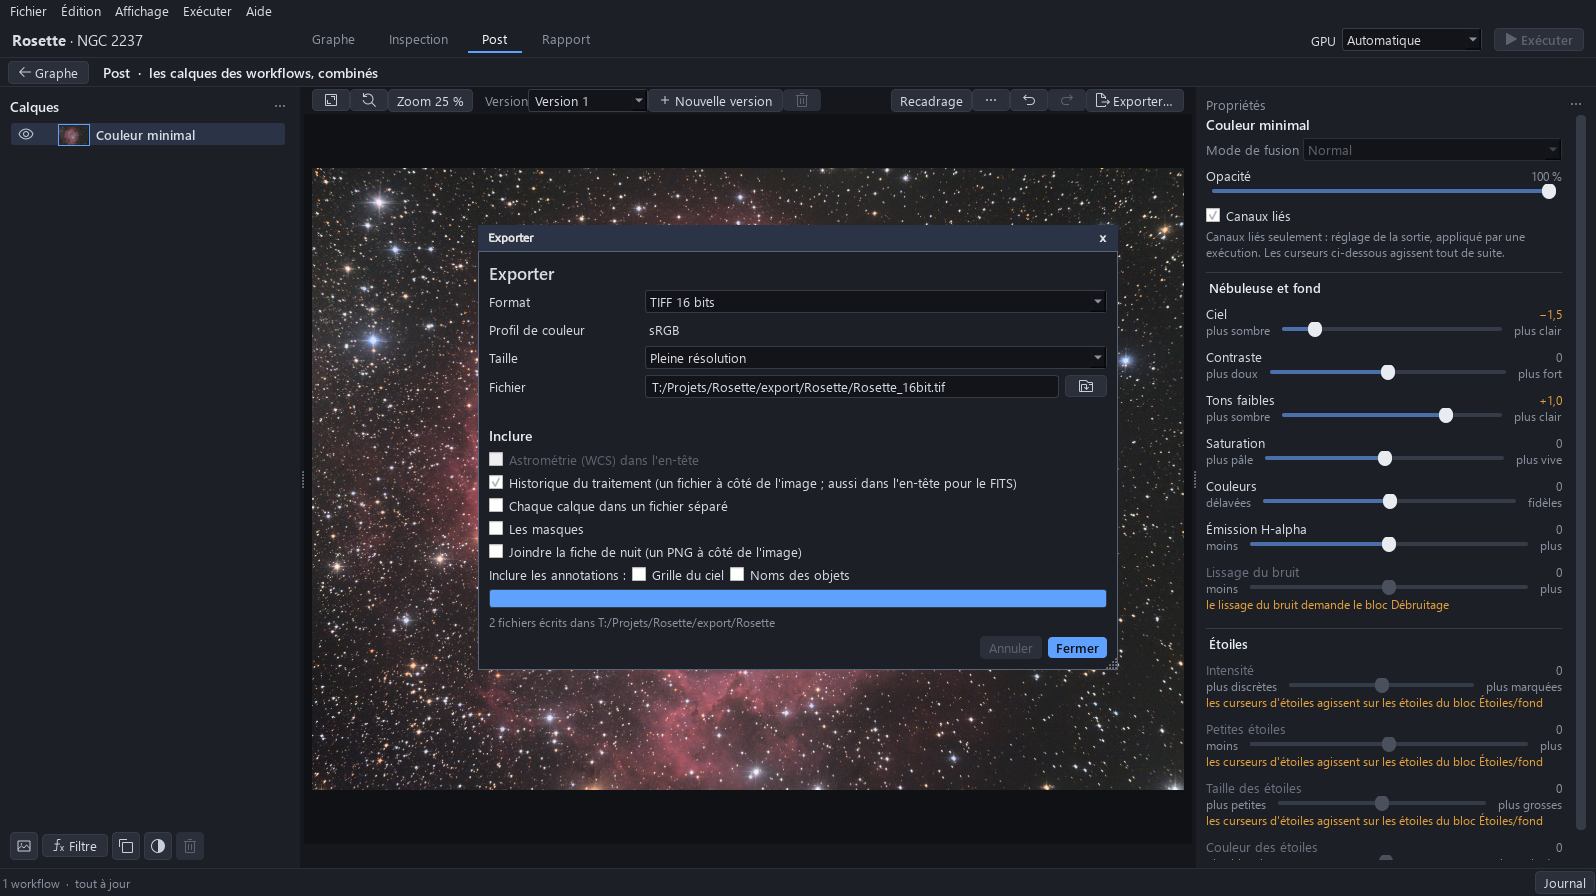 Fichier Édition Affichage Exécuter Aide
Rosette · NGC 2237
Graphe Inspection Post Rapport
GPU Automatique Exécuter
Graphe Post · les calques des workflows, combinés
Calques ...
Couleur minimal
Zoom 25 % Version Version 1 + Nouvelle version
Recadrage ... Exporter...
Exporter x
Exporter
Format TIFF 16 bits
Profil de couleur sRGB
Taille Pleine résolution
Fichier T:/Projets/Rosette/export/Rosette/Rosette_16bit.tif
Inclure
Astrométrie (WCS) dans l'en-tête
Historique du traitement (un fichier à côté de l'image ; aussi dans l'en-tête pour le FITS)
Chaque calque dans un fichier séparé
Les masques
Joindre la fiche de nuit (un PNG à côté de l'image)
Inclure les annotations : Grille du ciel Noms des objets
2 fichiers écrits dans T:/Projets/Rosette/export/Rosette
Annuler Fermer
Propriétés ...
Couleur minimal
Mode de fusion Normal
Opacité 100 %
Canaux liés
Canaux liés seulement : réglage de la sortie, appliqué par une
exécution. Les curseurs ci-dessous agissent tout de suite.
Nébuleuse et fond
Ciel −1,5
plus sombre plus clair
Contraste 0
plus doux plus fort
Tons faibles +1,0
plus sombre plus clair
Saturation 0
plus pâle plus vive
Couleurs 0
délavées fidèles
Émission H-alpha 0
moins plus
Lissage du bruit 0
moins plus
le lissage du bruit demande le bloc Débruitage
Étoiles
Intensité 0
plus discrètes plus marquées
les curseurs d'étoiles agissent sur les étoiles du bloc Étoiles/fond
Petites étoiles 0
moins plus
les curseurs d'étoiles agissent sur les étoiles du bloc Étoiles/fond
Taille des étoiles 0
plus petites plus grosses
les curseurs d'étoiles agissent sur les étoiles du bloc Étoiles/fond
Couleur des étoiles 0
fx Filtre
1 workflow · tout à jour
Journal